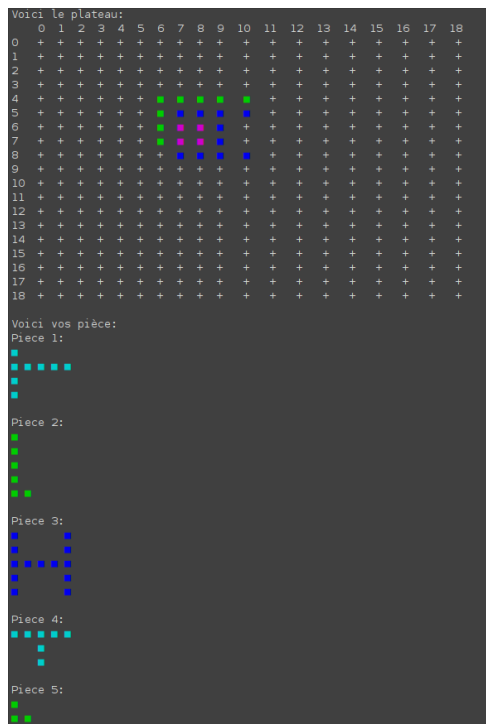 Voici le plateau:
0 1 2 3 4 5 6 7 8 9 10 11 12 13 14 15 16 17 18
0 + + + + + + + + + + + + + + + + + + +
1 + + + + + + + + + + + + + + + + + + +
2 + + + + + + + + + + + + + + + + + + +
3 + + + + + + + + + + + + + + + + + + +
4 + + + + + + ■ ■ ■ ■ ■ + + + + + + + +
5 + + + + + + ■ ■ ■ ■ ■ + + + + + + + +
6 + + + + + + ■ ■ ■ ■ + + + + + + + + +
7 + + + + + + ■ ■ ■ ■ + + + + + + + + +
8 + + + + + + + ■ ■ ■ ■ + + + + + + + +
9 + + + + + + + + + + + + + + + + + + +
10 + + + + + + + + + + + + + + + + + + +
11 + + + + + + + + + + + + + + + + + + +
12 + + + + + + + + + + + + + + + + + + +
13 + + + + + + + + + + + + + + + + + + +
14 + + + + + + + + + + + + + + + + + + +
15 + + + + + + + + + + + + + + + + + + +
16 + + + + + + + + + + + + + + + + + + +
17 + + + + + + + + + + + + + + + + + + +
18 + + + + + + + + + + + + + + + + + + +
Voici vos pièce:
Piece 1:
■
■ ■ ■ ■ ■
■
■
Piece 2:
■
■
■
■
■ ■
Piece 3:
■       ■
■       ■
■ ■ ■ ■ ■
■       ■
■       ■
Piece 4:
■ ■ ■ ■ ■
    ■
    ■
Piece 5:
■
■ ■